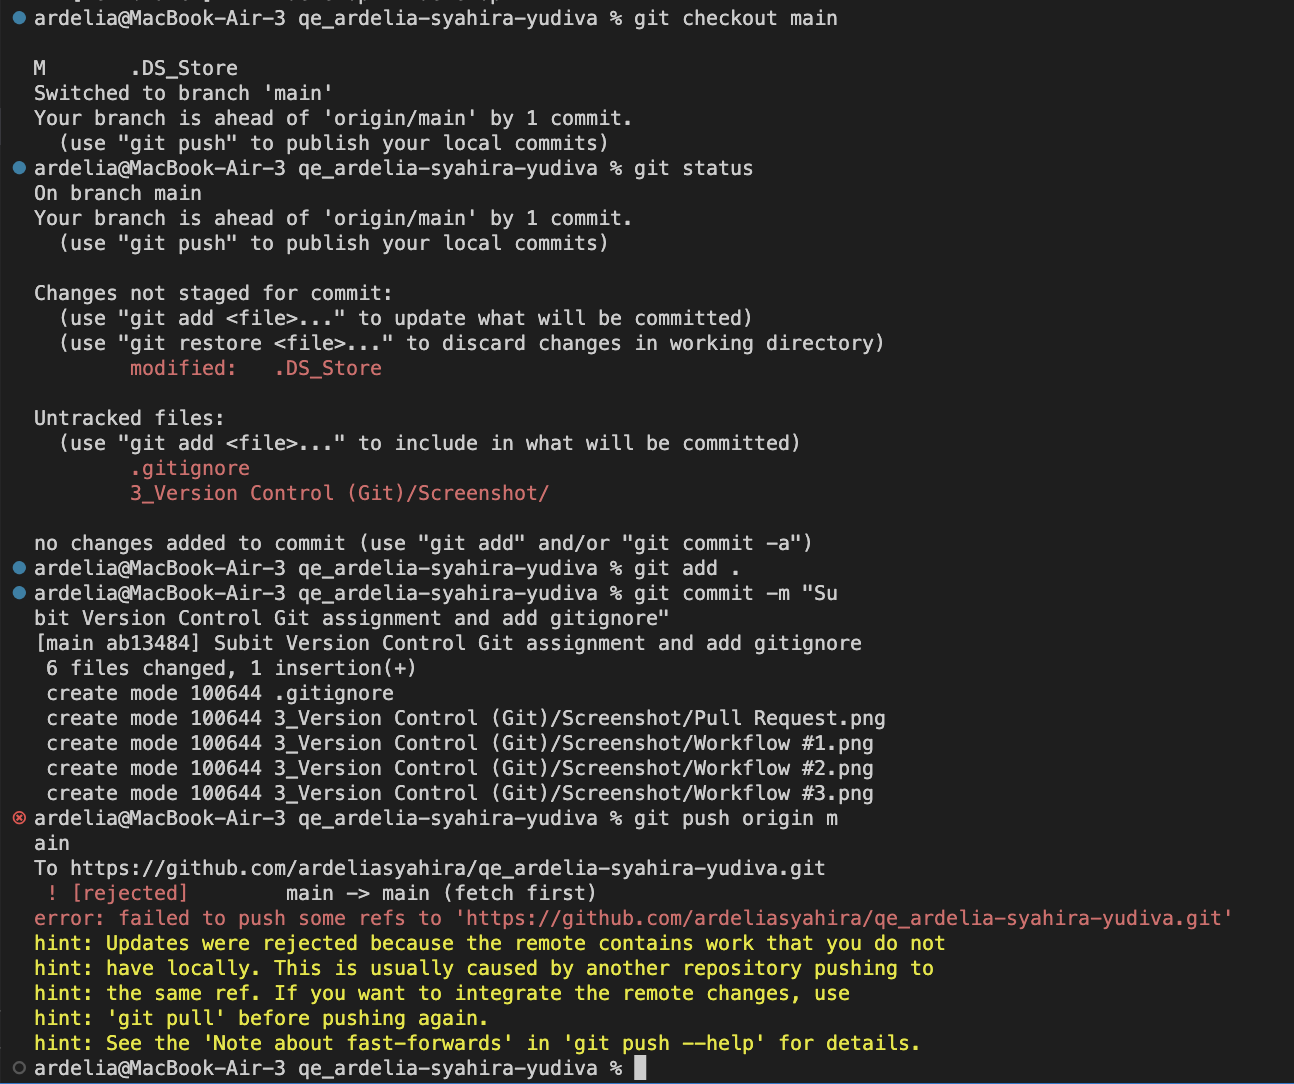 ardelia@MacBook-Air-3 qe_ardelia-syahira-yudiva % git checkout main
M       .DS_Store
Switched to branch 'main'
Your branch is ahead of 'origin/main' by 1 commit.
  (use "git push" to publish your local commits)
ardelia@MacBook-Air-3 qe_ardelia-syahira-yudiva % git status
On branch main
Your branch is ahead of 'origin/main' by 1 commit.
  (use "git push" to publish your local commits)
Changes not staged for commit:
  (use "git add <file>..." to update what will be committed)
  (use "git restore <file>..." to discard changes in working directory)
        modified:   .DS_Store
Untracked files:
  (use "git add <file>..." to include in what will be committed)
        .gitignore
        3_Version Control (Git)/Screenshot/
no changes added to commit (use "git add" and/or "git commit -a")
ardelia@MacBook-Air-3 qe_ardelia-syahira-yudiva % git add .
ardelia@MacBook-Air-3 qe_ardelia-syahira-yudiva % git commit -m "Su
bit Version Control Git assignment and add gitignore"
[main ab13484] Subit Version Control Git assignment and add gitignore
 6 files changed, 1 insertion(+)
 create mode 100644 .gitignore
 create mode 100644 3_Version Control (Git)/Screenshot/Pull Request.png
 create mode 100644 3_Version Control (Git)/Screenshot/Workflow #1.png
 create mode 100644 3_Version Control (Git)/Screenshot/Workflow #2.png
 create mode 100644 3_Version Control (Git)/Screenshot/Workflow #3.png
ardelia@MacBook-Air-3 qe_ardelia-syahira-yudiva % git push origin m
ain
To https://github.com/ardeliasyahira/qe_ardelia-syahira-yudiva.git
 ! [rejected]        main -> main (fetch first)
error: failed to push some refs to 'https://github.com/ardeliasyahira/qe_ardelia-syahira-yudiva.git'
hint: Updates were rejected because the remote contains work that you do not
hint: have locally. This is usually caused by another repository pushing to
hint: the same ref. If you want to integrate the remote changes, use
hint: 'git pull' before pushing again.
hint: See the 'Note about fast-forwards' in 'git push --help' for details.
ardelia@MacBook-Air-3 qe_ardelia-syahira-yudiva %